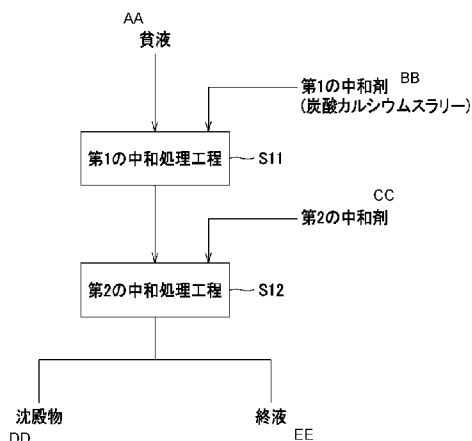 AA
貧液
第1の中和剤 BB
(炭酸カルシウムスラリー)
第1の中和処理工程 S11
CC
第2の中和剤
第2の中和処理工程 S12
沈殿物 終液
DD EE